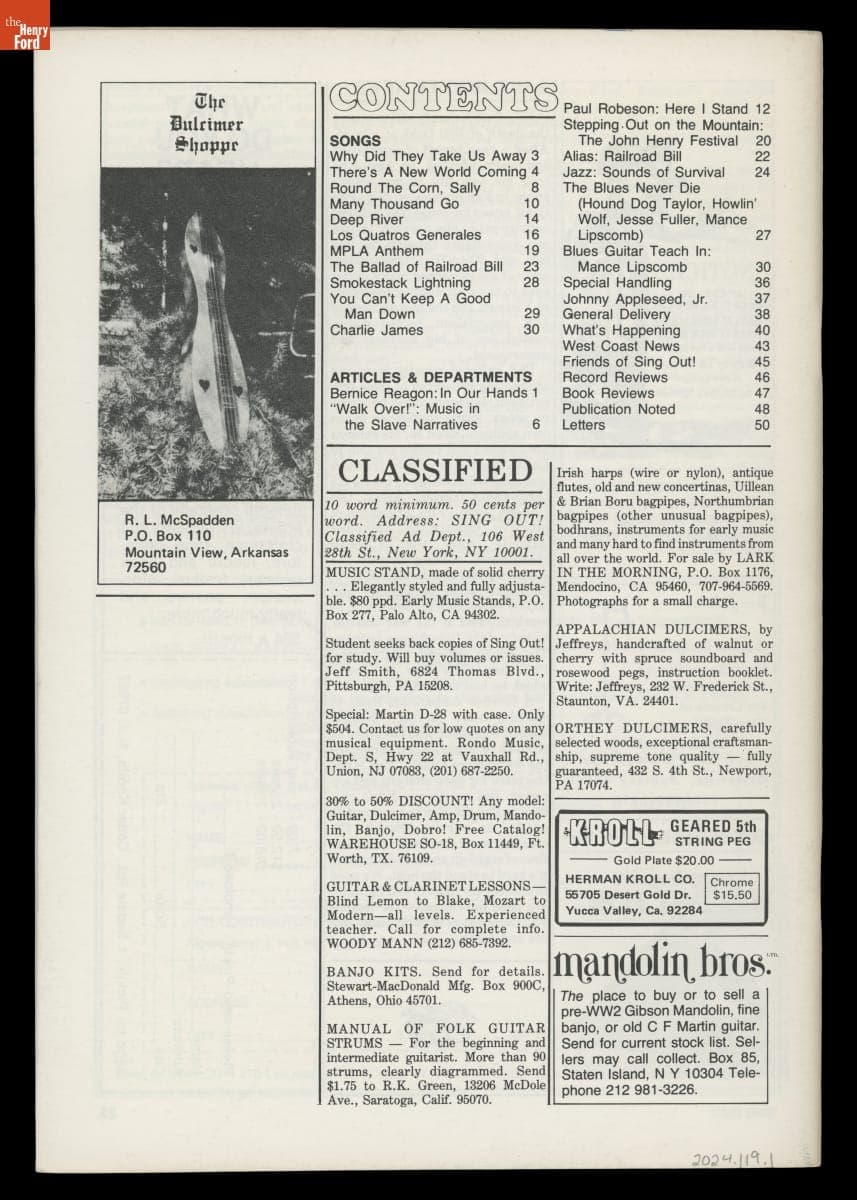 the
Henry
Ford
The
Dulcimer
Shoppe
R. L. McSpadden
P.O. Box 110
Mountain View, Arkansas
72560
CONTENTS
SONGS
Why Did They Take Us Away 3
There's A New World Coming 4
Round The Corn, Sally 8
Many Thousand Go 10
Deep River 14
Los Quatros Generales 16
MPLA Anthem 19
The Ballad of Railroad Bill 23
Smokestack Lightning 28
You Can't Keep A Good
Man Down 29
Charlie James 30
ARTICLES & DEPARTMENTS
Bernice Reagon: In Our Hands 1
"Walk Over!": Music in
the Slave Narratives 6
Paul Robeson: Here I Stand 12
Stepping Out on the Mountain:
The John Henry Festival 20
Alias: Railroad Bill 22
Jazz: Sounds of Survival 24
The Blues Never Die
(Hound Dog Taylor, Howlin'
Wolf, Jesse Fuller, Mance
Lipscomb) 27
Blues Guitar Teach In:
Mance Lipscomb 30
Special Handling 36
Johnny Appleseed, Jr. 37
General Delivery 38
What's Happening 40
West Coast News 43
Friends of Sing Out! 45
Record Reviews 46
Book Reviews 47
Publication Noted 48
Letters 50
CLASSIFIED
10 word minimum. 50 cents per
word. Address: SING OUT!
Classified Ad Dept., 106 West
28th St., New York, NY 10001.
MUSIC STAND, made of solid cherry
. . . Elegantly styled and fully adjusta-
ble. $80 ppd. Early Music Stands, P.O.
Box 277, Palo Alto, CA 94302.
Student seeks back copies of Sing Out!
for study. Will buy volumes or issues.
Jeff Smith, 6824 Thomas Blvd.,
Pittsburgh, PA 15208.
Special: Martin D-28 with case. Only
$504. Contact us for low quotes on any
musical equipment. Rondo Music,
Dept. S, Hwy 22 at Vauxhall Rd.,
Union, NJ 07083, (201) 687-2250.
30% to 50% DISCOUNT! Any model:
Guitar, Dulcimer, Amp, Drum, Mando-
lin, Banjo, Dobro! Free Catalog!
WAREHOUSE SO-18, Box 11449, Ft.
Worth, TX. 76109.
GUITAR & CLARINET LESSONS—
Blind Lemon to Blake, Mozart to
Modern—all levels. Experienced
teacher. Call for complete info.
WOODY MANN (212) 685-7392.
BANJO KITS. Send for details.
Stewart-MacDonald Mfg. Box 900C,
Athens, Ohio 45701.
MANUAL OF FOLK GUITAR
STRUMS — For the beginning and
intermediate guitarist. More than 90
strums, clearly diagrammed. Send
$1.75 to R.K. Green, 13206 McDole
Ave., Saratoga, Calif. 95070.
Irish harps (wire or nylon), antique
flutes, old and new concertinas, Uillean
& Brian Boru bagpipes, Northumbrian
bagpipes (other unusual bagpipes),
bodhrans, instruments for early music
and many hard to find instruments from
all over the world. For sale by LARK
IN THE MORNING, P.O. Box 1176,
Mendocino, CA 95460, 707-964-5569.
Photographs for a small charge.
APPALACHIAN DULCIMERS, by
Jeffreys, handcrafted of walnut or
cherry with spruce soundboard and
rosewood pegs, instruction booklet.
Write: Jeffreys, 232 W. Frederick St.,
Staunton, VA. 24401.
ORTHEY DULCIMERS, carefully
selected woods, exceptional craftsman-
ship, supreme tone quality — fully
guaranteed, 432 S. 4th St., Newport,
PA 17074.
KROLL GEARED 5th
STRING PEG
Gold Plate $20.00
HERMAN KROLL CO.
55705 Desert Gold Dr.
Yucca Valley, Ca. 92284
Chrome
$15.50
mandolin bros. LTD.
The place to buy or to sell a
pre-WW2 Gibson Mandolin, fine
banjo, or old C F Martin guitar.
Send for current stock list. Sel-
lers may call collect. Box 85,
Staten Island, N Y 10304 Tele-
phone 212 981-3226.
2024.119.1